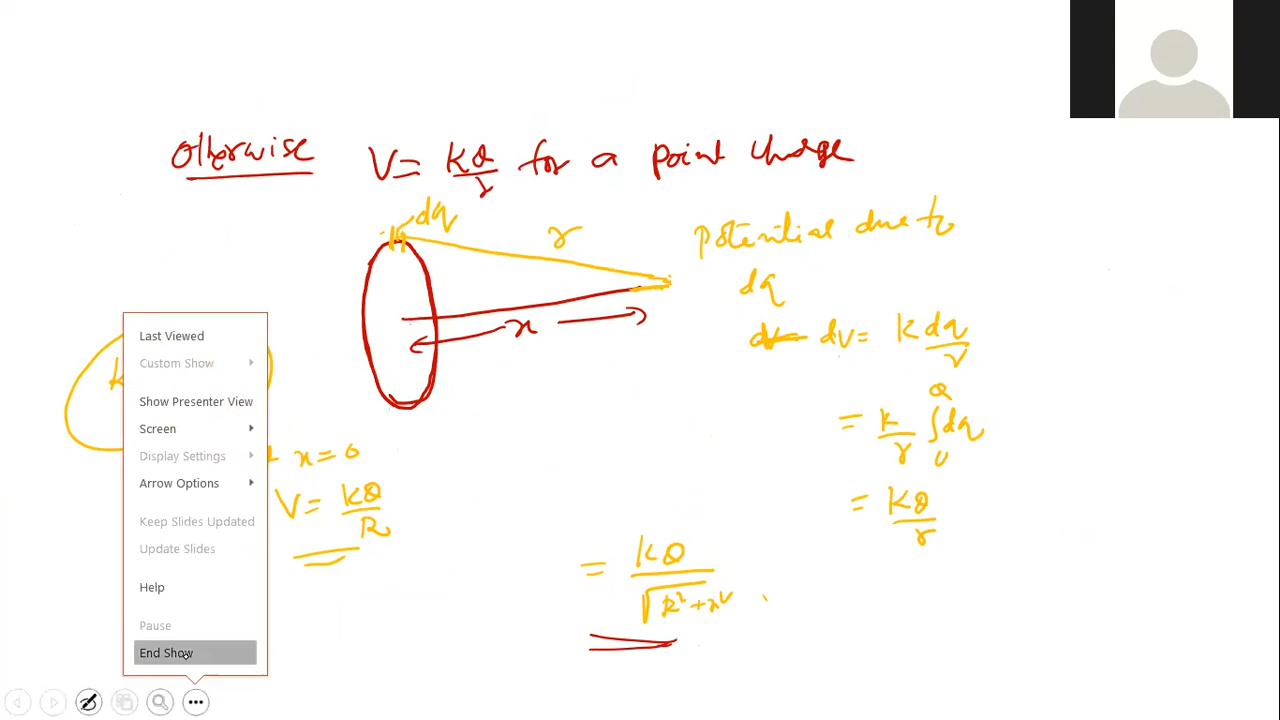 Otherwise V = KQ/r for a point charge
dq
r
potential due to
dq
x
dV = K dq/r
= K/r ∫₀^Q dq
= KQ/r
x = 0
V = KQ/R
= KQ/√R²+x²
Last Viewed
Custom Show
Show Presenter View
Screen
Display Settings
Arrow Options
Keep Slides Updated
Update Slides
Help
Pause
End Show